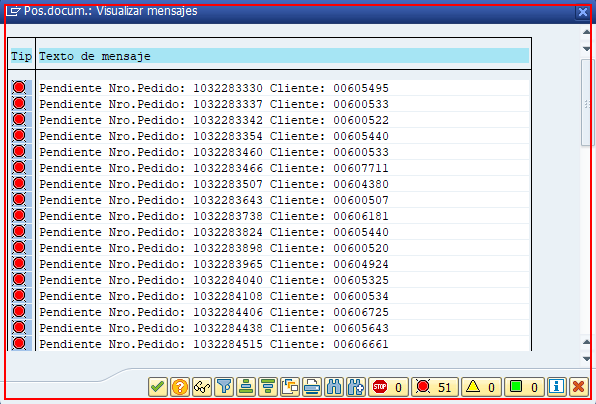 Pos.docum.: Visualizar mensajes
Tip Texto de mensaje
Pendiente Nro.Pedido: 1032283330 Cliente: 00605495
Pendiente Nro.Pedido: 1032283337 Cliente: 00600533
Pendiente Nro.Pedido: 1032283342 Cliente: 00600522
Pendiente Nro.Pedido: 1032283354 Cliente: 00605440
Pendiente Nro.Pedido: 1032283460 Cliente: 00600533
Pendiente Nro.Pedido: 1032283466 Cliente: 00607711
Pendiente Nro.Pedido: 1032283507 Cliente: 00604380
Pendiente Nro.Pedido: 1032283643 Cliente: 00600507
Pendiente Nro.Pedido: 1032283738 Cliente: 00606181
Pendiente Nro.Pedido: 1032283824 Cliente: 00605440
Pendiente Nro.Pedido: 1032283898 Cliente: 00600520
Pendiente Nro.Pedido: 1032283965 Cliente: 00604924
Pendiente Nro.Pedido: 1032284040 Cliente: 00605325
Pendiente Nro.Pedido: 1032284108 Cliente: 00600534
Pendiente Nro.Pedido: 1032284406 Cliente: 00606725
Pendiente Nro.Pedido: 1032284438 Cliente: 00605643
Pendiente Nro.Pedido: 1032284515 Cliente: 00606661
STOP 0 51 0 0